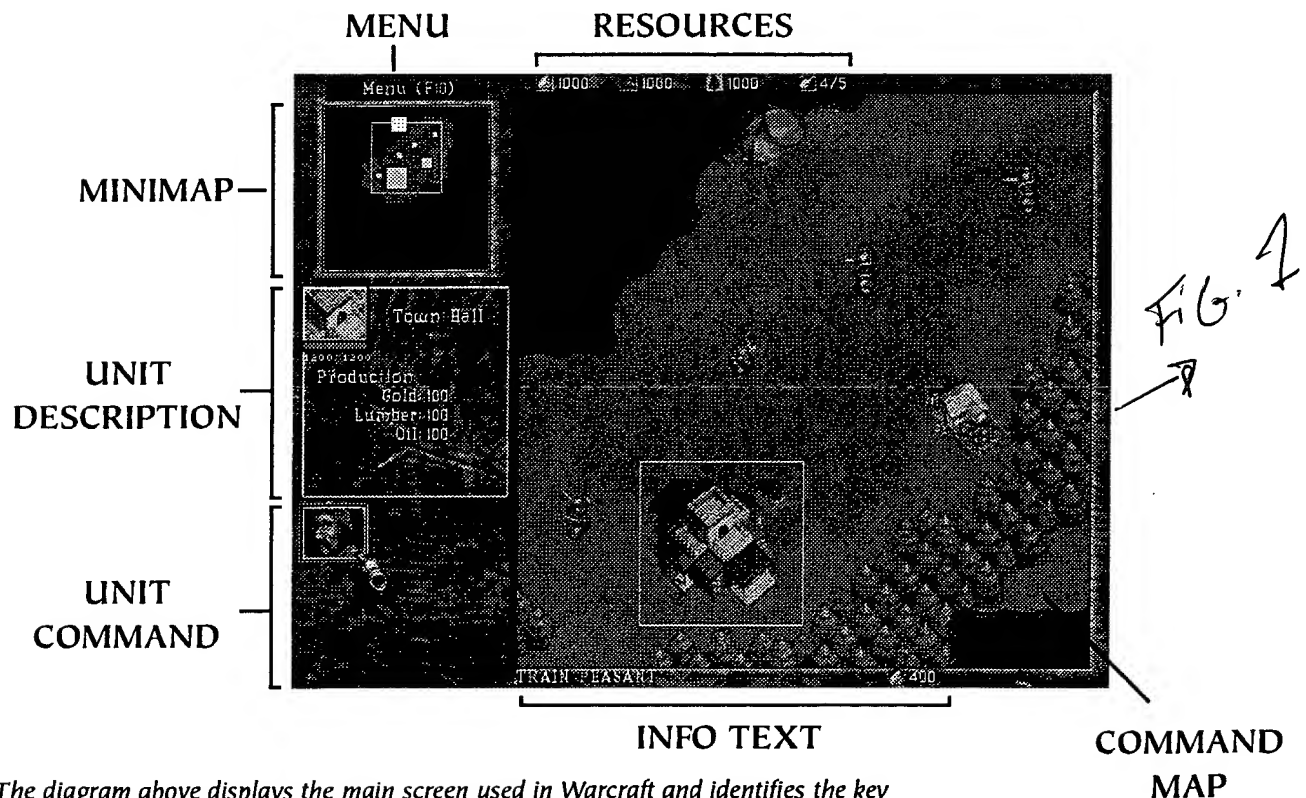 MENU
RESOURCES
Menu (F10)
1000 1000 1000 4/5
MINIMAP
FIG. 1
Town Hall
1200/1200
Production
Gold: 100
Lumber: 100
Oil: 100
UNIT
DESCRIPTION
UNIT
COMMAND
TRAIN PEASANT 400
INFO TEXT
COMMAND
MAP
The diagram above displays the main screen used in Warcraft and identifies the key